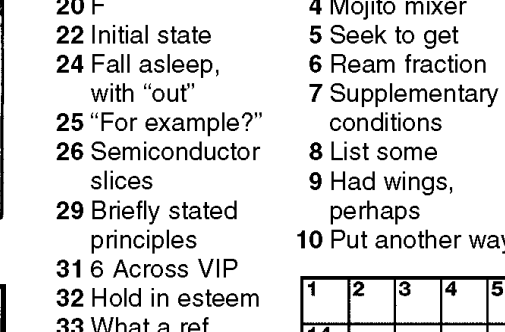 20 F
22 Initial state
24 Fall asleep,
with “out”
25 “For example?”
26 Semiconductor
slices
29 Briefly stated
principles
31 6 Across VIP
32 Hold in esteem
33 What a ref
4 Mojito mixer
5 Seek to get
6 Ream fraction
7 Supplementary
conditions
8 List some
9 Had wings,
perhaps
10 Put another way
1 2 3 4 5
14